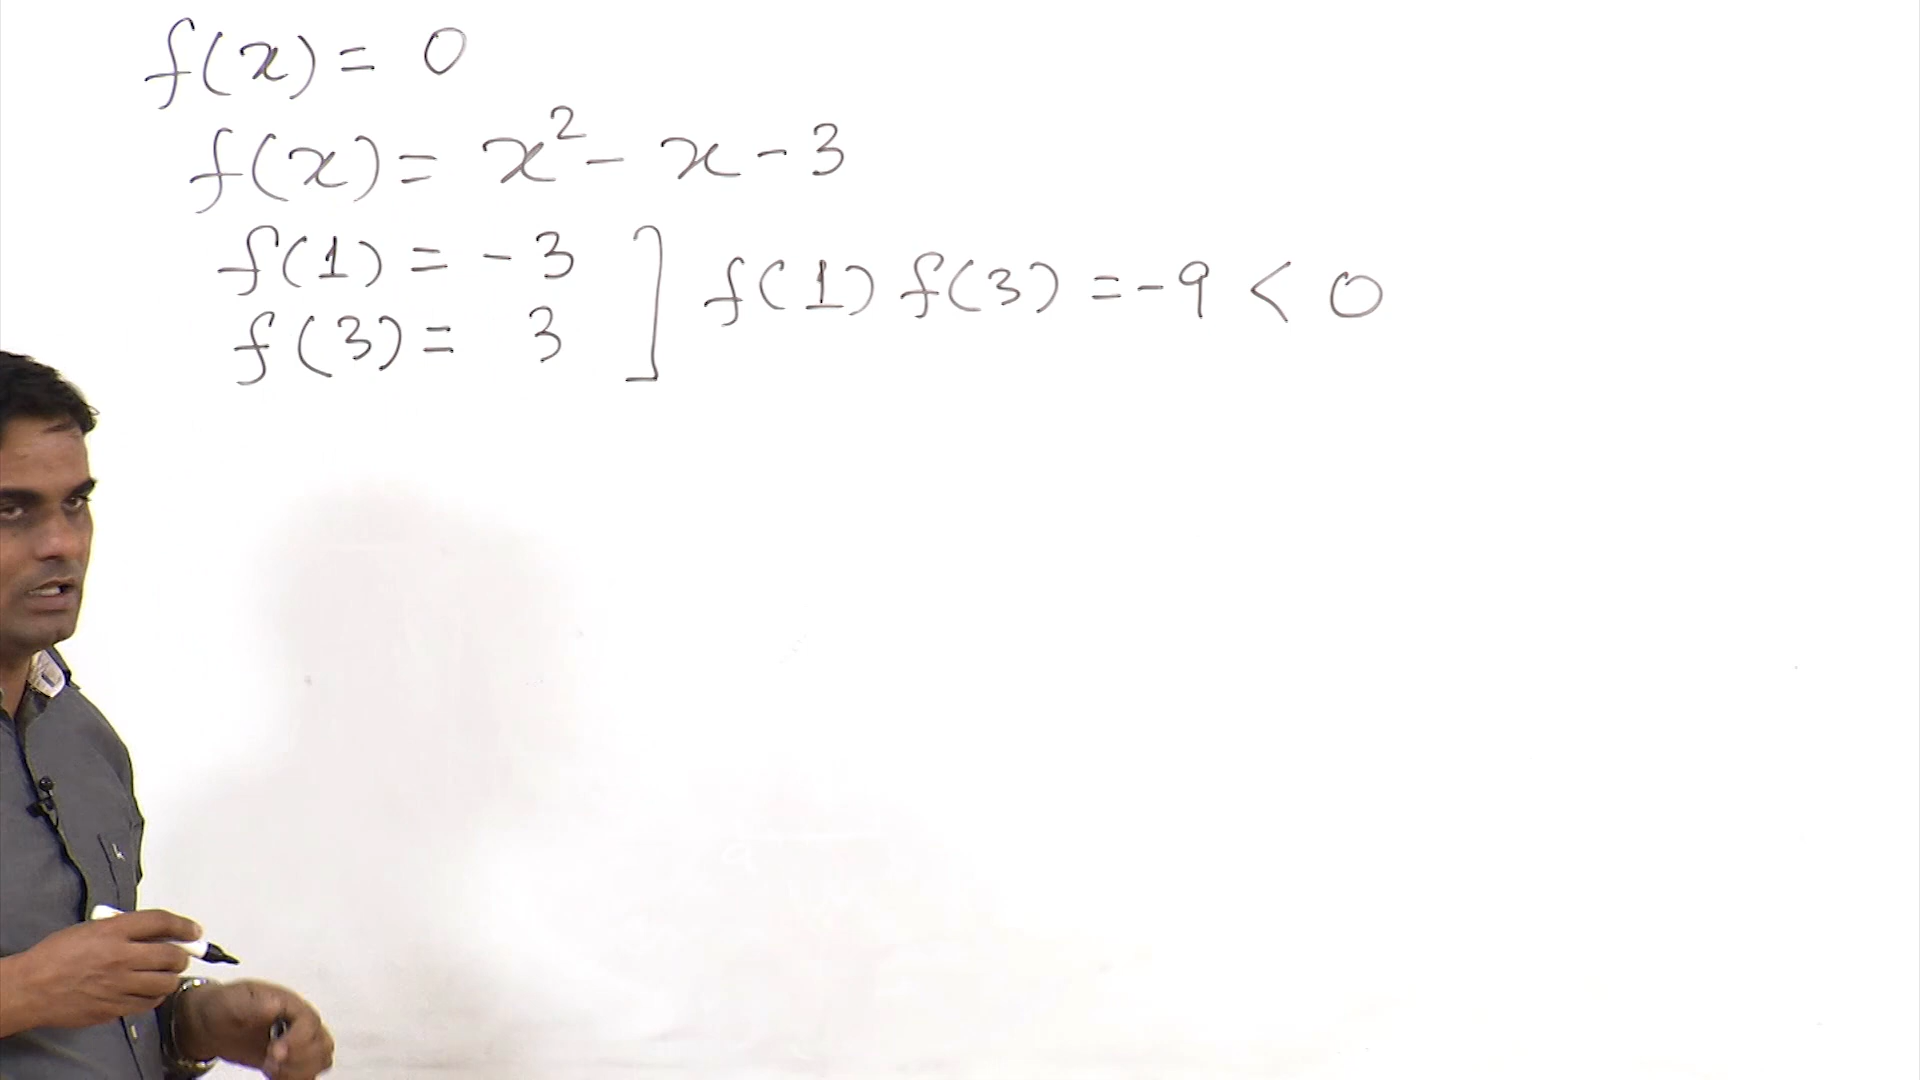 f(x) = 0
f(x) = x² - x - 3
f(1) = - 3
f(3) = 3
] f(1) f(3) = -9 < 0